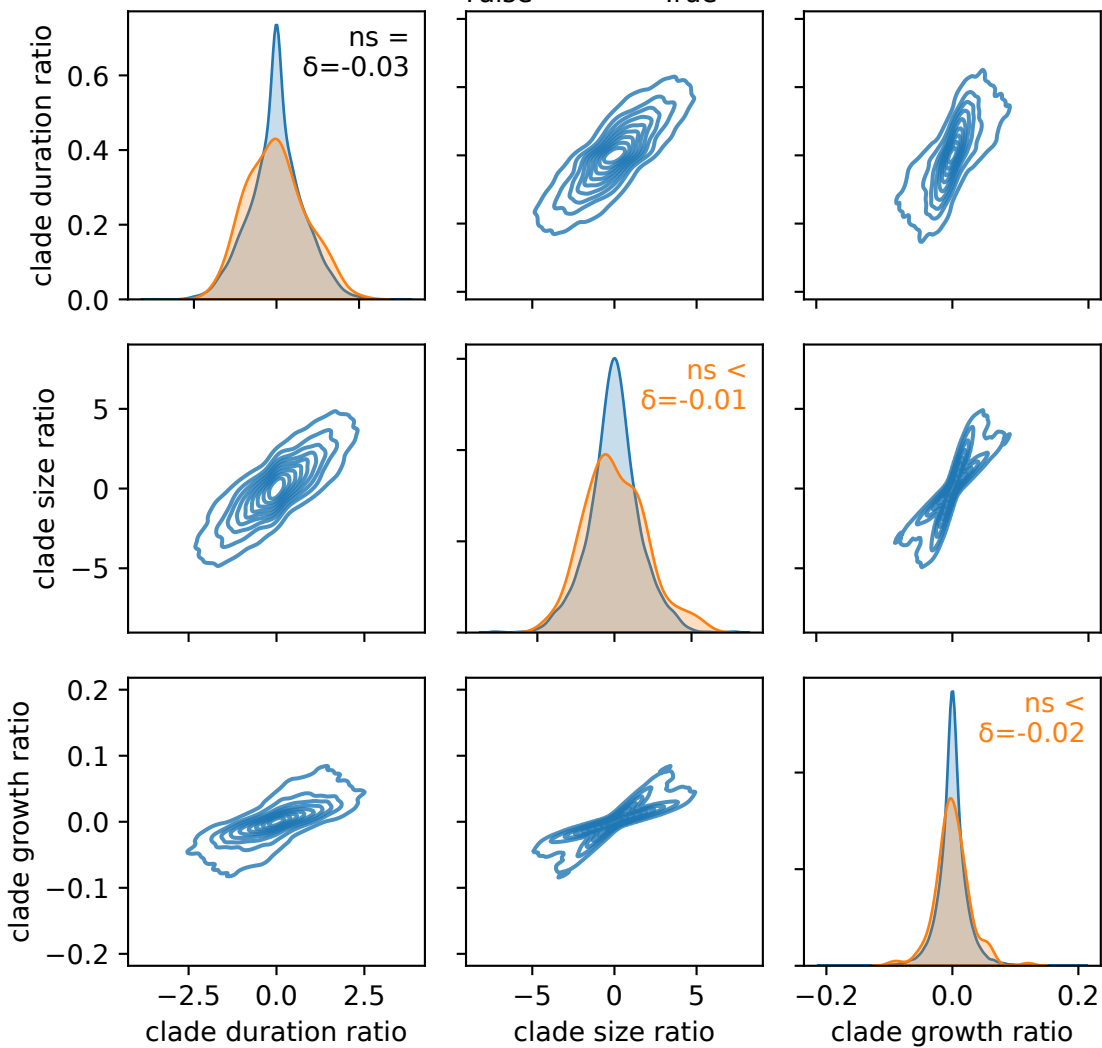 ns =
δ=-0.03
clade duration ratio
0.6
0.4
0.2
0.0
ns <
δ=-0.01
clade size ratio
5
0
−5
ns <
δ=-0.02
clade growth ratio
0.2
0.1
0.0
−0.1
−0.2
−2.5 0.0 2.5
−5 0 5
−0.2 0.0 0.2
clade duration ratio
clade size ratio
clade growth ratio